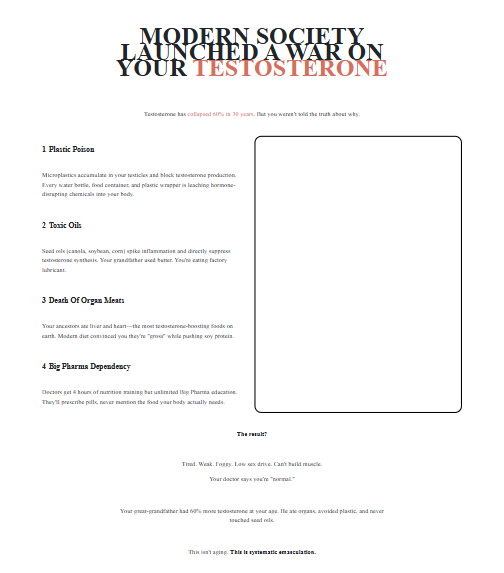 MODERN SOCIETY
LAUNCHED A WAR ON
YOUR TESTOSTERONE
Testosterone has collapsed 60% in 30 years. But you weren't told the truth about why.
1 Plastic Poison
Microplastics accumulate in your testicles and block testosterone production.
Every water bottle, food container, and plastic wrapper is leaching hormone-
disrupting chemicals into your body.
2 Toxic Oils
Seed oils (canola, soybean, corn) spike inflammation and directly suppress
testosterone synthesis. Your grandfather used butter. You're eating factory
lubricant.
3 Death Of Organ Meats
Your ancestors ate liver and heart—the most testosterone-boosting foods on
earth. Modern diet convinced you they're "gross" while pushing soy protein.
4 Big Pharma Dependency
Doctors get 4 hours of nutrition training but unlimited Big Pharma education.
They'll prescribe pills, never mention the food your body actually needs.
The result?
Tired. Weak. Foggy. Low sex drive. Can't build muscle.
Your doctor says you're "normal."
Your great-grandfather had 60% more testosterone at your age. He ate organs, avoided plastic, and never
touched seed oils.
This isn't aging. This is systematic emasculation.